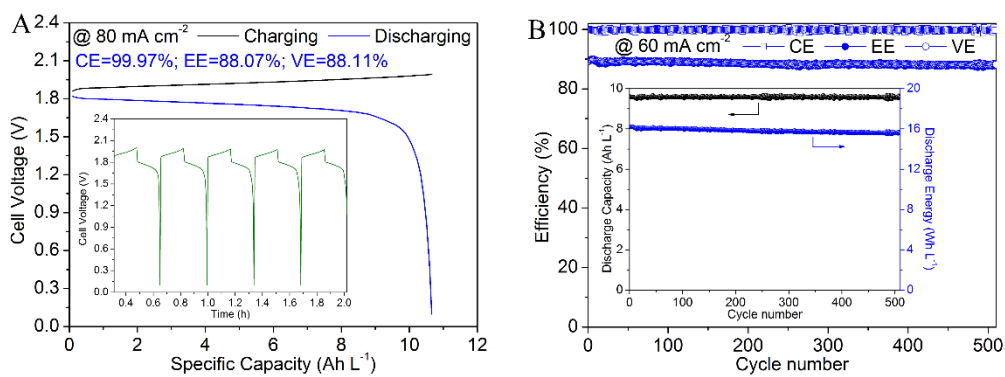 A
@ 80 mA cm-2 Charging Discharging
CE=99.97%; EE=88.07%; VE=88.11%
Cell Voltage (V)
2.4
2.1
1.8
1.5
1.2
0.9
0.6
0.3
0.0
0 2 4 6 8 10 12
Specific Capacity (Ah L-1)
Cell Voltage (V)
2.4
2.1
1.8
1.5
1.2
0.9
0.6
0.3
0.0
0.4 0.6 0.8 1.0 1.2 1.4 1.6 1.8 2.0
Time (h)
B
@ 60 mA cm-2 CE EE VE
Efficiency (%)
100
80
60
40
20
0
0 100 200 300 400 500
Cycle number
Discharge Capacity (Ah L-1)
10
8
6
4
2
0
0 100 200 300 400 500
Cycle number
20
16
12
8
4
0
Discharge Energy (Wh L-1)